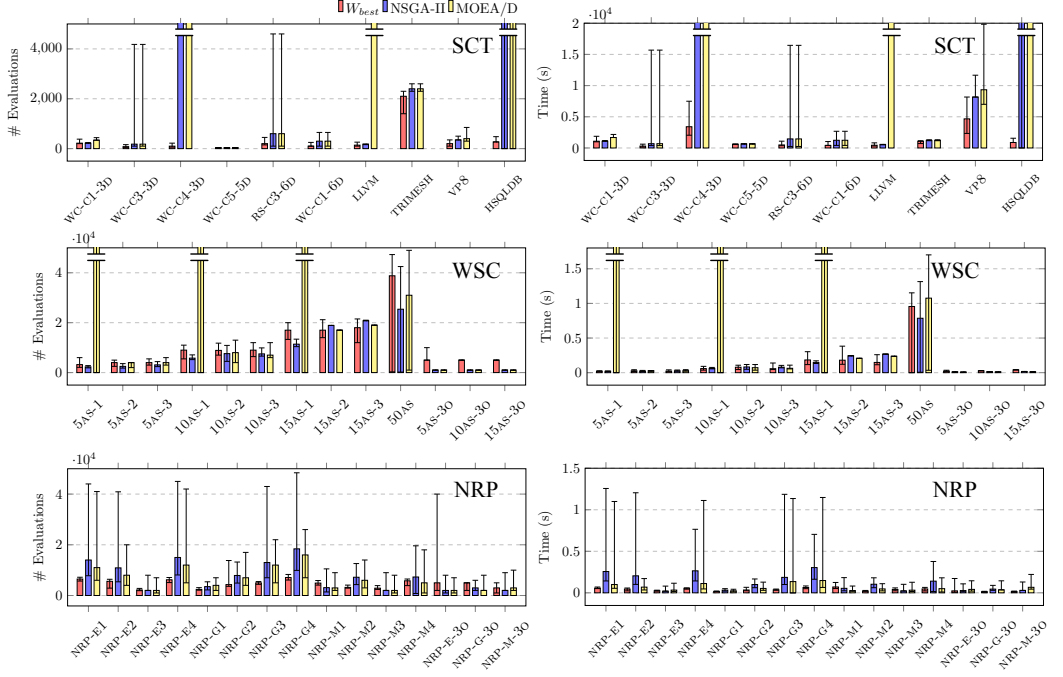 W_best NSGA-II MOEA/D
SCT
# Evaluations
4,000
2,000
0
WC-C1-3D
WC-C3-3D
WC-C4-3D
WC-C5-5D
RS-C3-6D
WC-C1-6D
LLVM
TRIMESH
VP8
HSQLDB
·10^4
SCT
Time (s)
2
1.5
1
0.5
0
WC-C1-3D
WC-C3-3D
WC-C4-3D
WC-C5-5D
RS-C3-6D
WC-C1-6D
LLVM
TRIMESH
VP8
HSQLDB
·10^4
WSC
# Evaluations
4
2
0
5AS-1
5AS-2
5AS-3
10AS-1
10AS-2
10AS-3
15AS-1
15AS-2
15AS-3
50AS
5AS-3O
10AS-3O
15AS-3O
WSC
Time (s)
1.5
1
0.5
0
5AS-1
5AS-2
5AS-3
10AS-1
10AS-2
10AS-3
15AS-1
15AS-2
15AS-3
50AS
5AS-3O
10AS-3O
15AS-3O
·10^4
NRP
# Evaluations
4
2
0
NRP-E1
NRP-E2
NRP-E3
NRP-E4
NRP-G1
NRP-G2
NRP-G3
NRP-G4
NRP-M1
NRP-M2
NRP-M3
NRP-M4
NRP-E-3O
NRP-G-3O
NRP-M-3O
NRP
Time (s)
1.5
1
0.5
0
NRP-E1
NRP-E2
NRP-E3
NRP-E4
NRP-G1
NRP-G2
NRP-G3
NRP-G4
NRP-M1
NRP-M2
NRP-M3
NRP-M4
NRP-E-3O
NRP-G-3O
NRP-M-3O